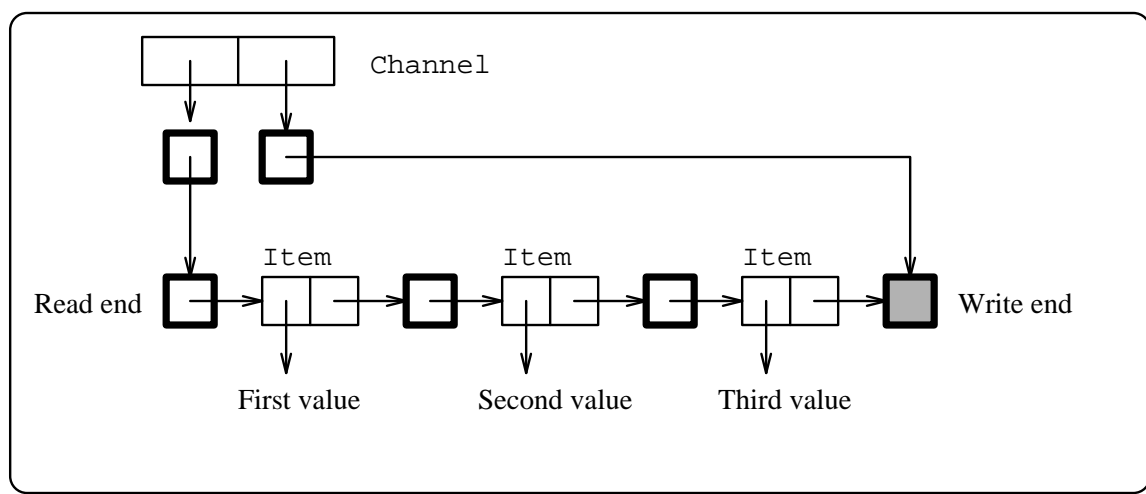 Channel
Item Item Item
Read end Write end
First value Second value Third value